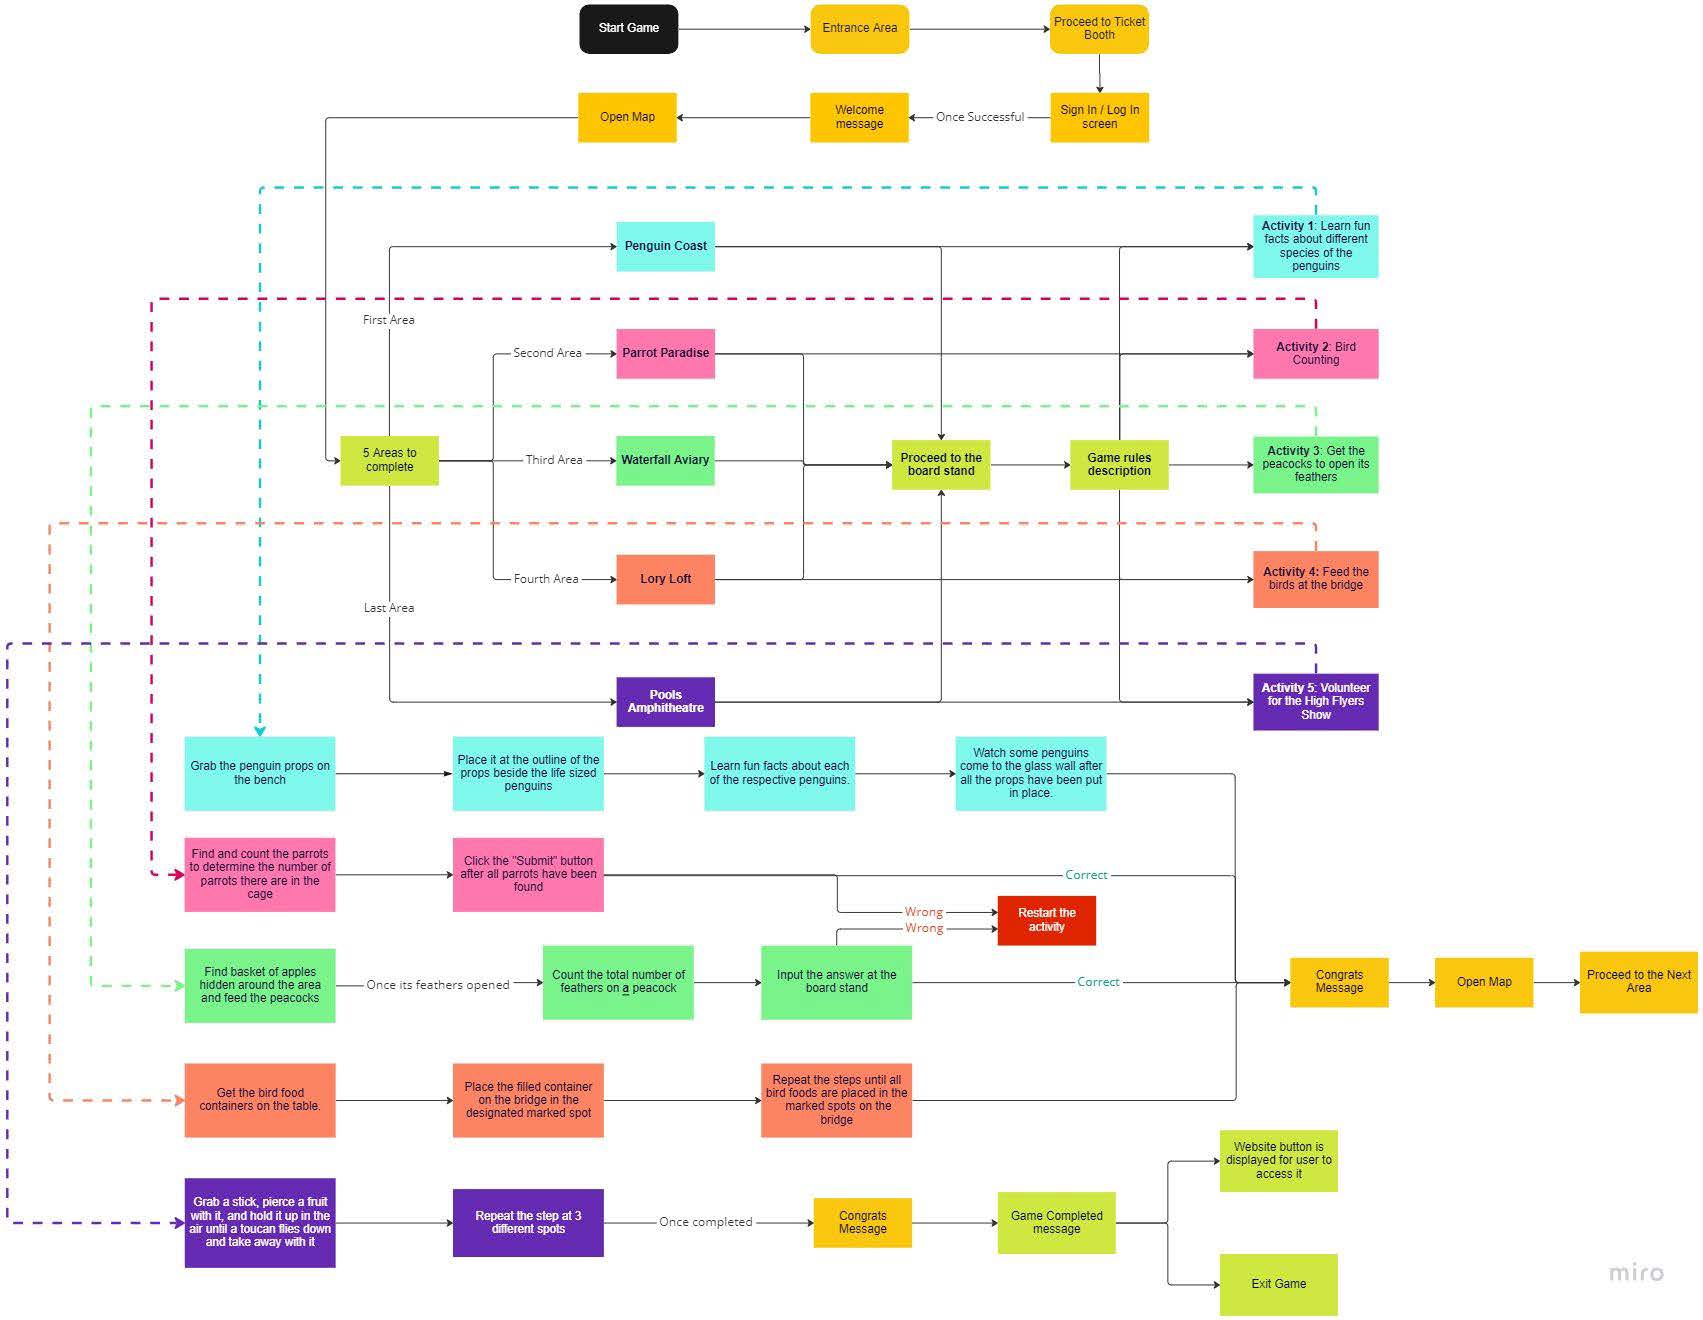 Start Game
Entrance Area
Proceed to Ticket
Booth
Open Map
Welcome
message
Once Successful
Sign In / Log In
screen
Penguin Coast
Activity 1: Learn fun
facts about different
species of the
penguins
First Area
Second Area
Parrot Paradise
Activity 2: Bird
Counting
5 Areas to
complete
Third Area
Waterfall Aviary
Proceed to the
board stand
Game rules
description
Activity 3: Get the
peacocks to open its
feathers
Fourth Area
Lory Loft
Activity 4: Feed the
birds at the bridge
Last Area
Pools
Amphitheatre
Activity 5: Volunteer
for the High Flyers
Show
Grab the penguin props on
the bench
Place it at the outline of the
props beside the life sized
penguins
Learn fun facts about each
of the respective penguins.
Watch some penguins
come to the glass wall after
all the props have been put
in place.
Find and count the parrots
to determine the number of
parrots there are in the
cage
Click the "Submit" button
after all parrots have been
found
Correct
Wrong
Wrong
Restart the
activity
Find basket of apples
hidden around the area
and feed the peacocks
Once its feathers opened
Count the total number of
feathers on a peacock
Input the answer at the
board stand
Correct
Congrats
Message
Open Map
Proceed to the Next
Area
Get the bird food
containers on the table.
Place the filled container
on the bridge in the
designated marked spot
Repeat the steps until all
bird foods are placed in the
marked spots on the
bridge
Grab a stick, pierce a fruit
with it, and hold it up in the
air until a toucan flies down
and take away with it
Repeat the step at 3
different spots
Once completed
Congrats
Message
Game Completed
message
Website button is
displayed for user to
access it
Exit Game
miro